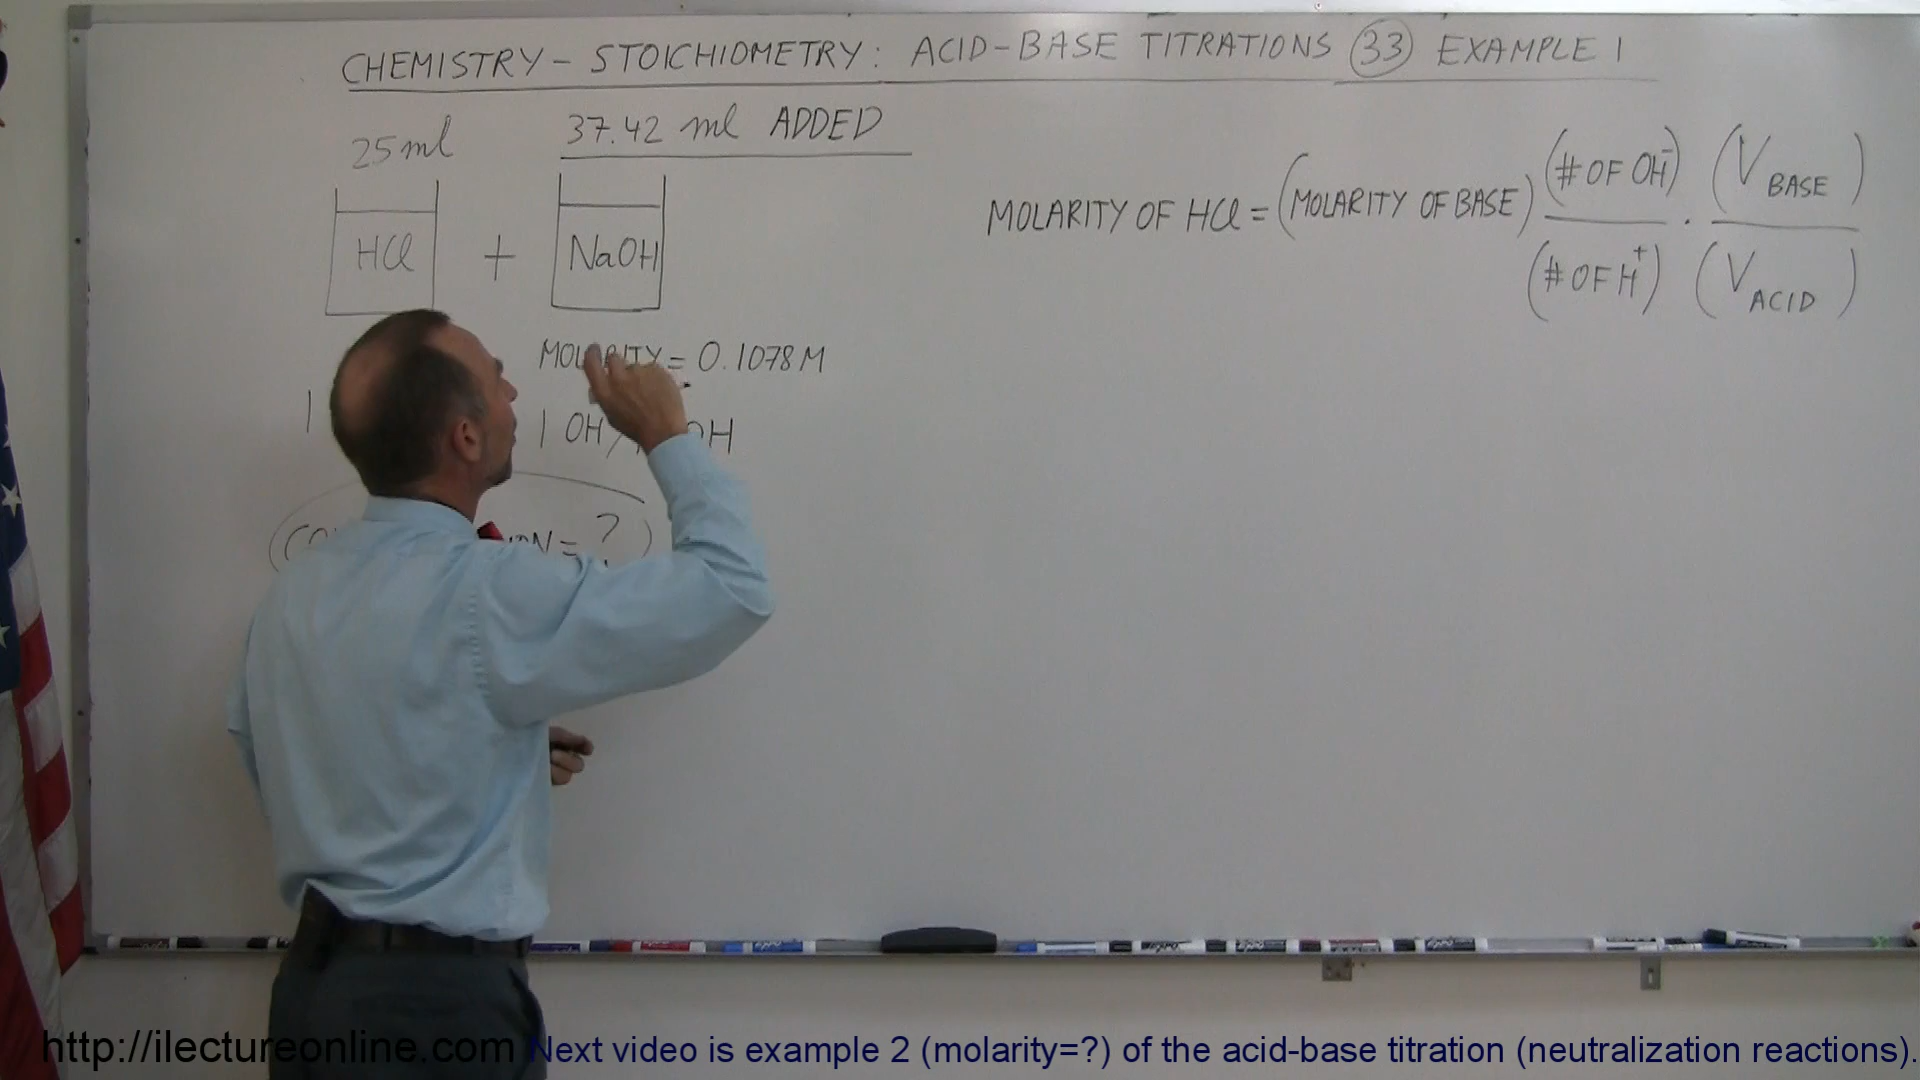 CHEMISTRY - STOICHIOMETRY: ACID-BASE TITRATIONS 33 EXAMPLE 1
25 ml
37.42 ml ADDED
HCl + NaOH
MOLARITY OF HCl = (MOLARITY OF BASE) (# OF OH⁻) / (# OF H⁺) · (V BASE) / (V ACID)
MOLARITY = 0.1078 M
1
1 OH
= ?
http://ilectureonline.com
Next video is example 2 (molarity=?) of the acid-base titration (neutralization reactions).